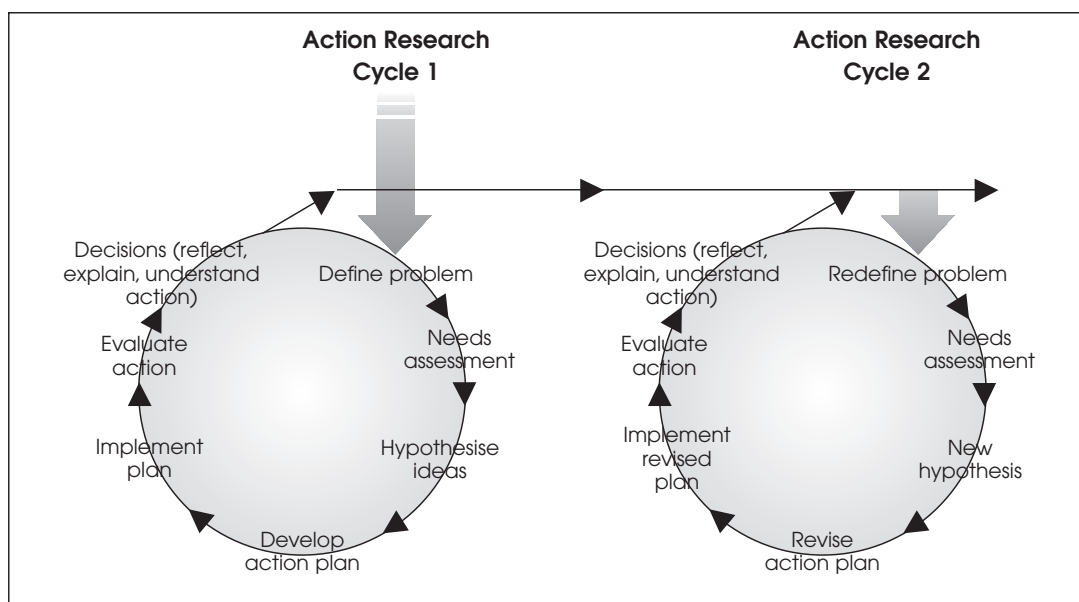 Action Research
Cycle 1
Action Research
Cycle 2
Decisions (reflect,
explain, understand
action)
Define problem
Needs
assessment
Hypothesise
ideas
Develop
action plan
Implement
plan
Evaluate
action
Decisions (reflect,
explain, understand
action)
Redefine problem
Needs
assessment
New
hypothesis
Revise
action plan
Implement
revised
plan
Evaluate
action